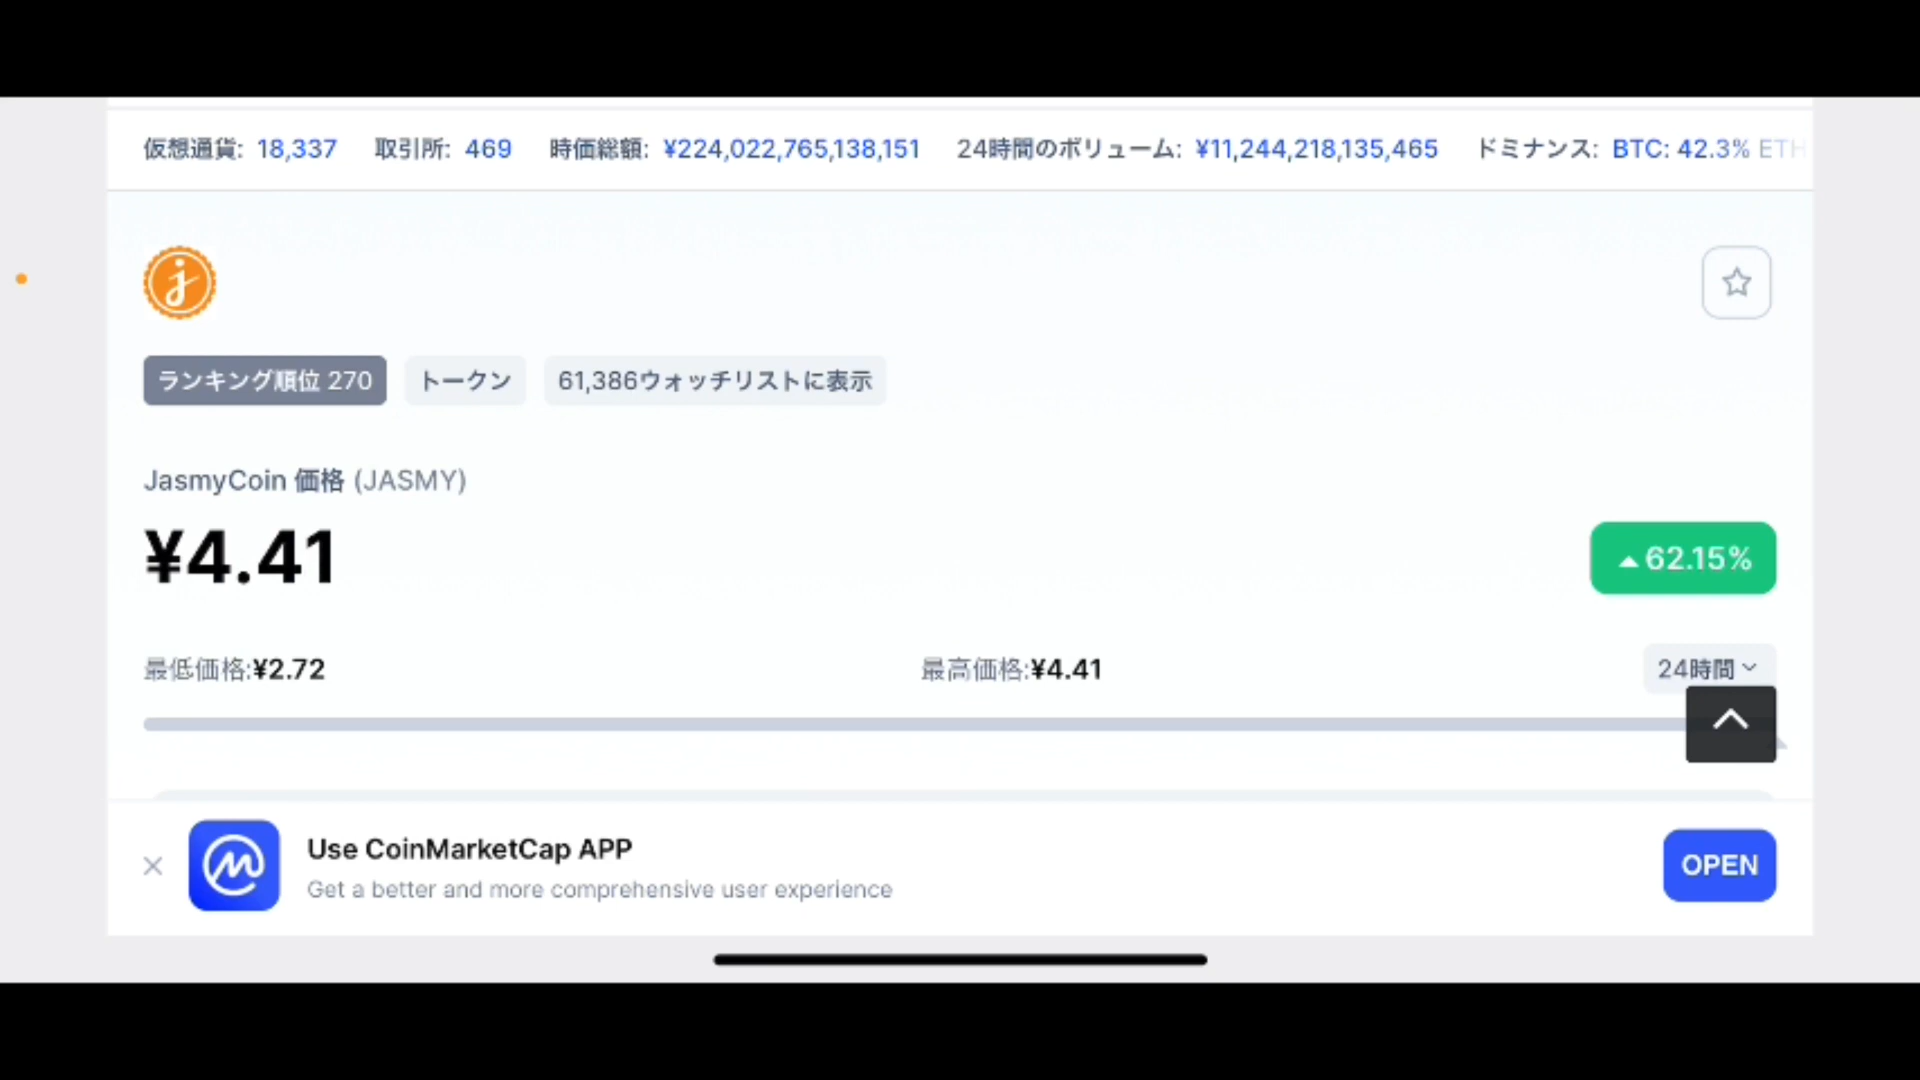 仮想通貨: 18,337 取引所: 469 時価総額: ¥224,022,765,138,151 24時間のボリューム: ¥11,244,218,135,465 ドミナンス: BTC: 42.3% ETH
ランキング順位 270 トークン 61,386ウォッチリストに表示
JasmyCoin 価格 (JASMY)
¥4.41
62.15%
最低価格:¥2.72 最高価格:¥4.41 24時間
Use CoinMarketCap APP
Get a better and more comprehensive user experience
OPEN